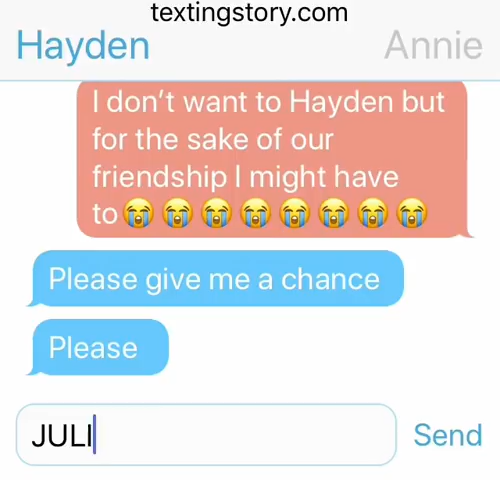 textingstory.com
Hayden Annie
I don't want to Hayden but
for the sake of our
friendship I might have
to 😭 😭 😭 😭 😭 😭 😭 😭
Please give me a chance
Please
JULI Send